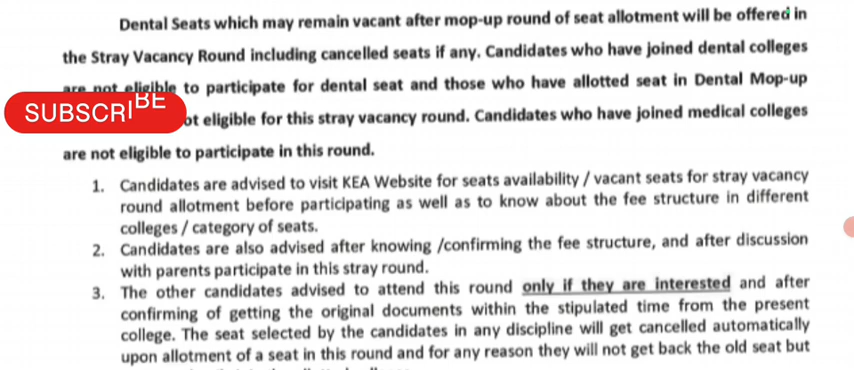 Dental Seats which may remain vacant after mop-up round of seat allotment will be offered in
the Stray Vacancy Round including cancelled seats if any. Candidates who have joined dental colleges
are not eligible to participate for dental seat and those who have allotted seat in Dental Mop-up
SUBSCRIBE
ot eligible for this stray vacancy round. Candidates who have joined medical colleges
are not eligible to participate in this round.
1. Candidates are advised to visit KEA Website for seats availability / vacant seats for stray vacancy
round allotment before participating as well as to know about the fee structure in different
colleges / category of seats.
2. Candidates are also advised after knowing /confirming the fee structure, and after discussion
with parents participate in this stray round.
3. The other candidates advised to attend this round only if they are interested and after
confirming of getting the original documents within the stipulated time from the present
college. The seat selected by the candidates in any discipline will get cancelled automatically
upon allotment of a seat in this round and for any reason they will not get back the old seat but